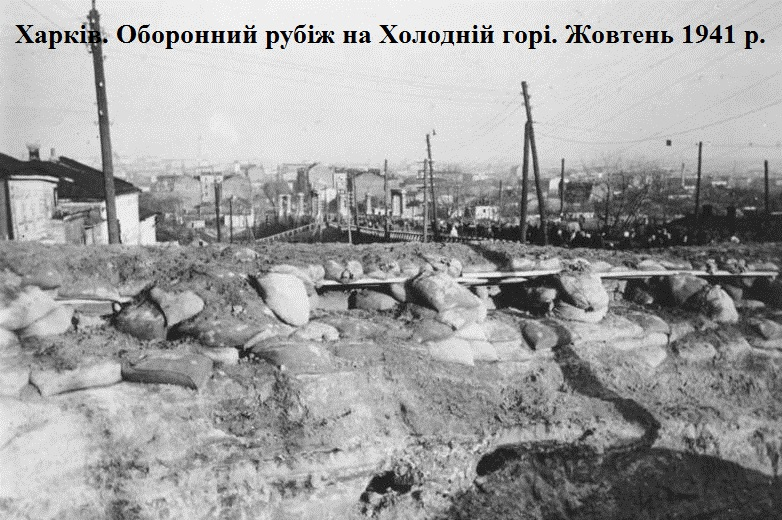 Харків. Оборонний рубіж на Холодній горі. Жовтень 1941 р.